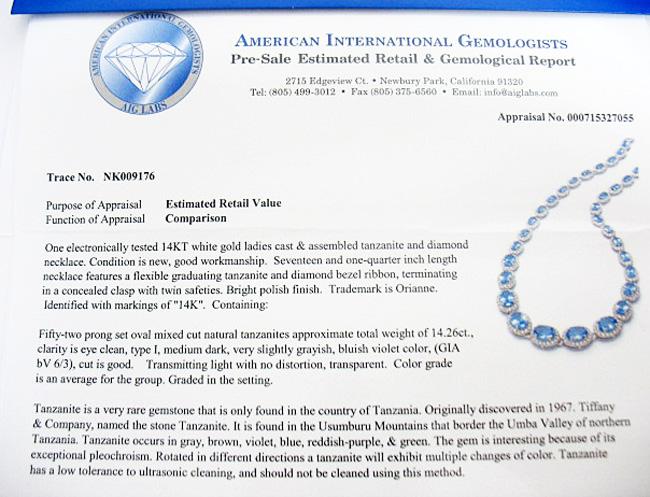 AMERICAN INTERNATIONAL GEMOLOGISTS
AIG LABS
AMERICAN INTERNATIONAL GEMOLOGISTS
Pre-Sale Estimated Retail & Gemological Report
2715 Edgeview Ct. • Newbury Park, California 91320
Tel: (805) 499-3012 • Fax (805) 375-6560 • Email: info@aiglabs.com
Appraisal No. 000715327055
Trace No. NK009176
Purpose of Appraisal Estimated Retail Value
Function of Appraisal Comparison
One electronically tested 14KT white gold ladies cast & assembled tanzanite and diamond
necklace. Condition is new, good workmanship. Seventeen and one-quarter inch length
necklace features a flexible graduating tanzanite and diamond bezel ribbon, terminating
in a concealed clasp with twin safeties. Bright polish finish. Trademark is Orianne.
Identified with markings of "14K". Containing:
Fifty-two prong set oval mixed cut natural tanzanites approximate total weight of 14.26ct.,
clarity is eye clean, type I, medium dark, very slightly grayish, bluish violet color, (GIA
bV 6/3), cut is good. Transmitting light with no distortion, transparent. Color grade
is an average for the group. Graded in the setting.
Tanzanite is a very rare gemstone that is only found in the country of Tanzania. Originally discovered in 1967. Tiffany
& Company, named the stone Tanzanite. It is found in the Usumburu Mountains that border the Umba Valley of northern
Tanzania. Tanzanite occurs in gray, brown, violet, blue, reddish-purple, & green. The gem is interesting because of its
exceptional pleochroism. Rotated in different directions a tanzanite will exhibit multiple changes of color. Tanzanite
has a low tolerance to ultrasonic cleaning, and should not be cleaned using this method.